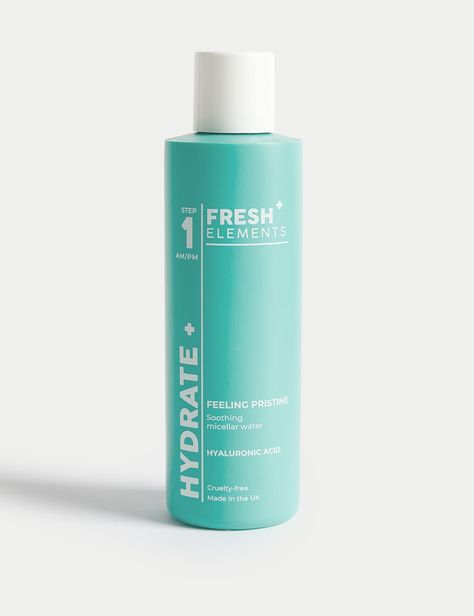 STEP
1
AM/PM
FRESH+
ELEMENTS
HYDRATE +
FEELING PRISTINE
Soothing
micellar water
HYALURONIC ACID
Cruelty-free
Made in the UK